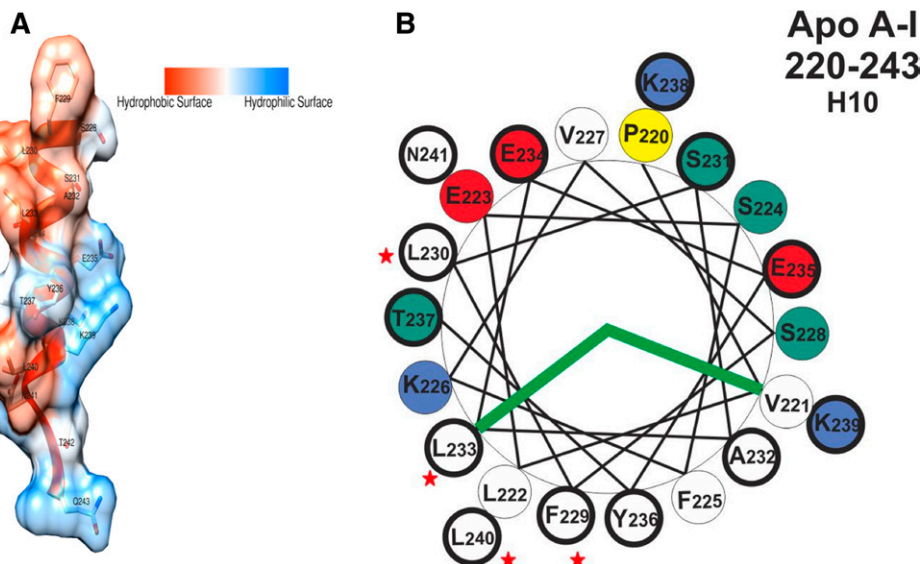 A
Hydrophobic Surface
Hydrophilic Surface
F229
S228
L230
S231
A232
L233
E235
Y236
T237
K239
L240
T242
Q243
B
Apo A-I
220-243
H10
K238
P220
V227
E234
N241
S231
E223
S224
L230
E235
T237
S228
K226
V221
K239
L233
A232
L222
F225
F229
Y236
L240